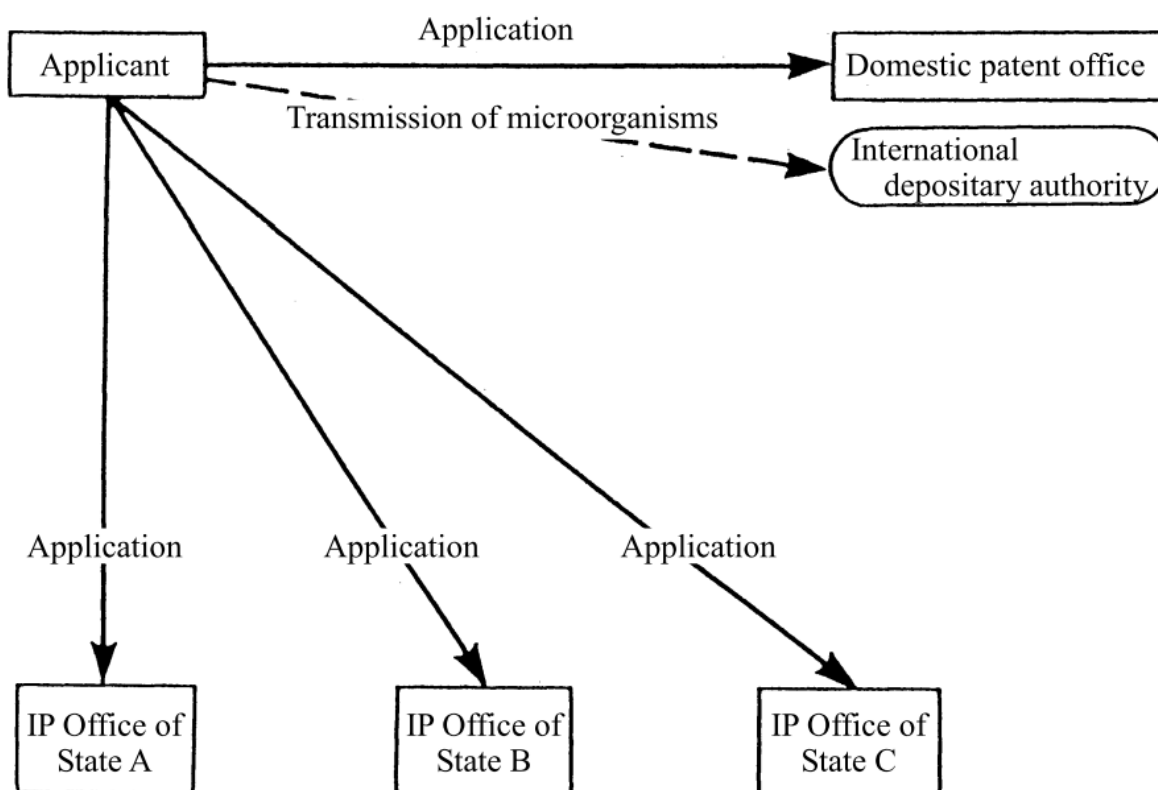 Application
Applicant
Domestic patent office
Transmission of microorganisms
International
depositary authority
Application
Application
Application
IP Office of
State A
IP Office of
State B
IP Office of
State C